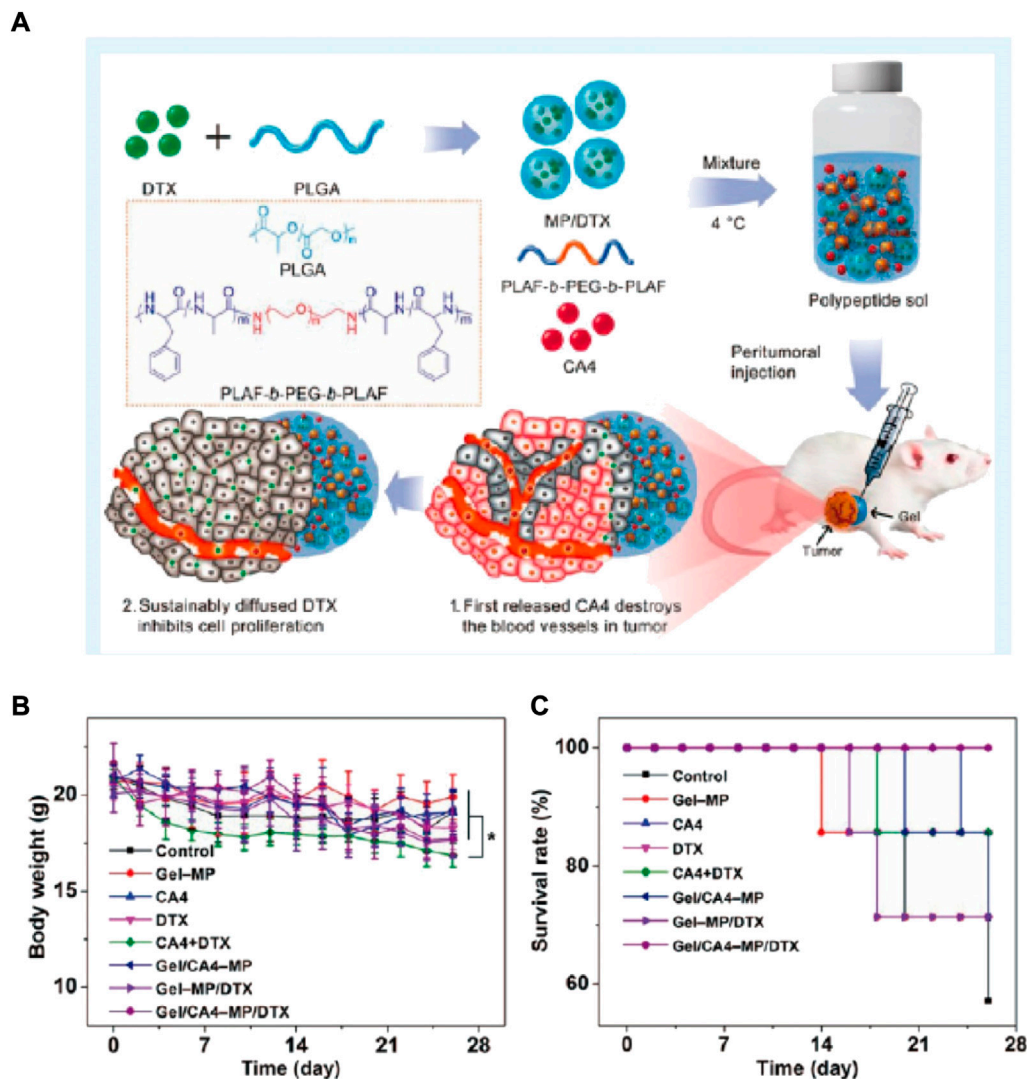 A
DTX
+
PLGA
MP/DTX
PLAF-b-PEG-b-PLAF
CA4
Mixture
4 °C
Polypeptide sol
O
O
O
O
m
PLGA
H
N
O
N
H
O
m
N
H
O
n
H
N
O
N
H
m
H
N
O
PLAF-b-PEG-b-PLAF
Peritumoral
injection
Gel
Tumor
2. Sustainably diffused DTX
inhibits cell proliferation
1. First released CA4 destroys
the blood vessels in tumor
B
Body weight (g)
20
15
10
*
Control
Gel–MP
CA4
DTX
CA4+DTX
Gel/CA4–MP
Gel–MP/DTX
Gel/CA4–MP/DTX
0
7
14
21
28
Time (day)
C
Survival rate (%)
100
80
60
Control
Gel–MP
CA4
DTX
CA4+DTX
Gel/CA4–MP
Gel–MP/DTX
Gel/CA4–MP/DTX
0
7
14
21
28
Time (day)